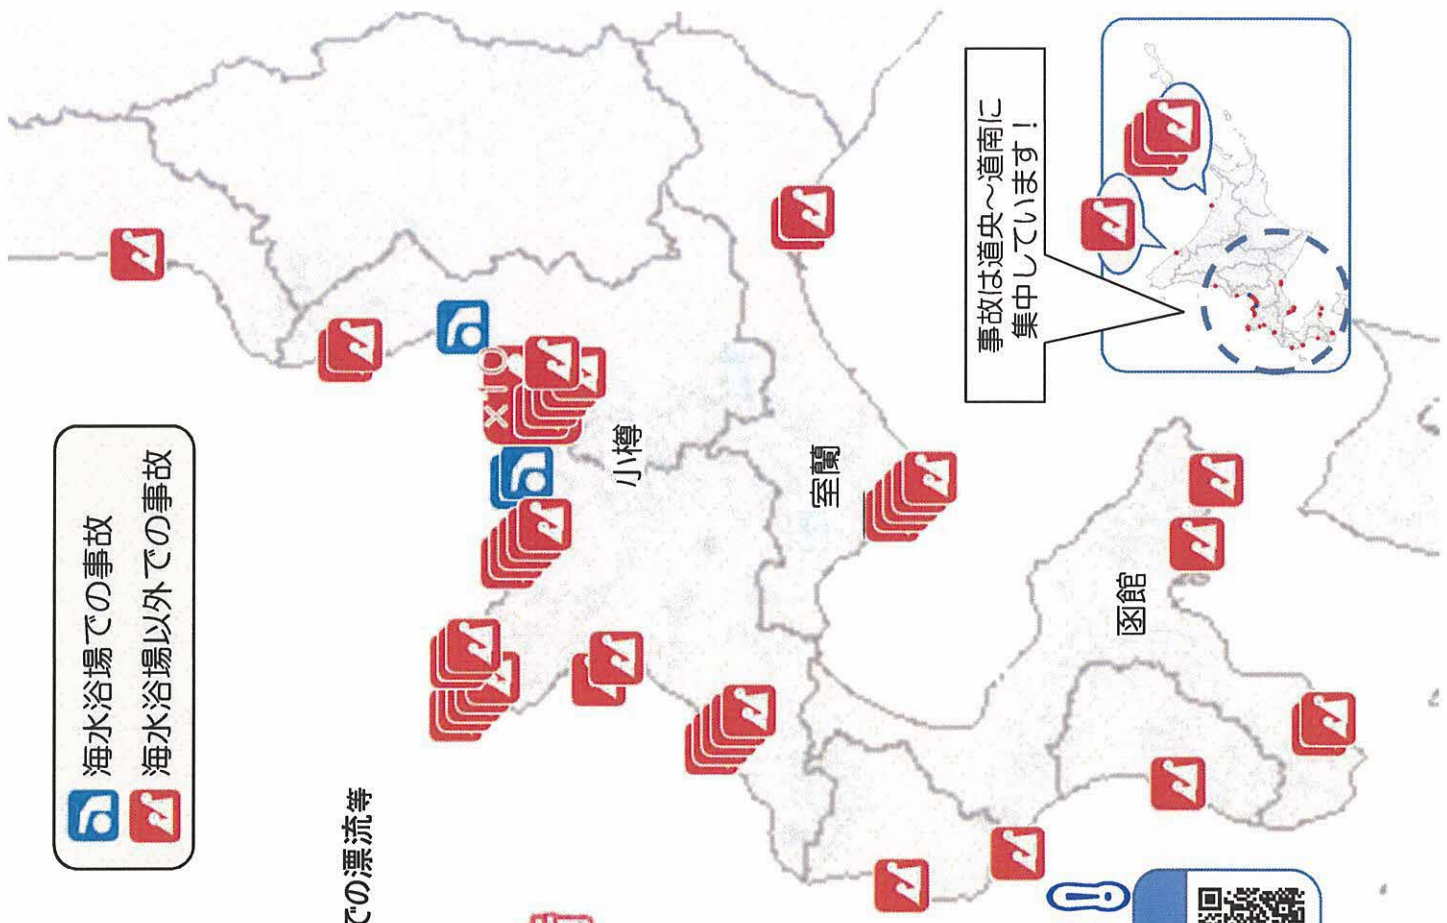 海水浴場での事故
海水浴場以外での事故
での漂流等
×10
小樽
室蘭
函館
事故は道央~道南に
集中しています!